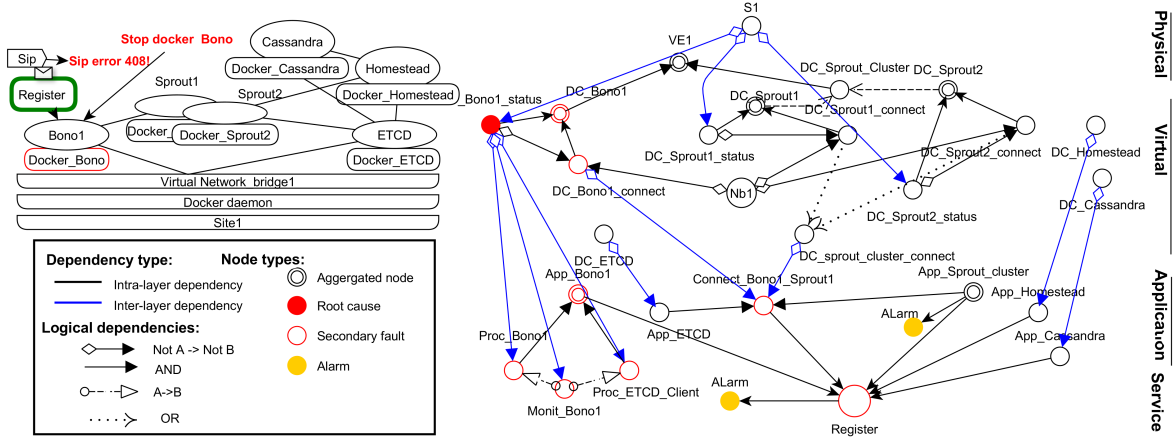 Stop docker Bono
Sip
Sip error 408!
Register
Cassandra
Docker_Cassandra
Homestead
Docker_Homestead
Sprout1
Sprout2
Docker_
Docker_Sprout2
Bono1
Docker_Bono
ETCD
Docker_ETCD
Virtual Network_bridge1
Docker daemon
Site1
Dependency type:
Intra-layer dependency
Inter-layer dependency
Logical dependencies:
Not A -> Not B
AND
A->B
OR
Node types:
Aggergated node
Root cause
Secondary fault
Alarm
S1
VE1
DC_Sprout_Cluster
DC_Sprout2
_Bono1_status
DC_Bono1
DC_Sprout1
DC_Sprout1_connect
DC_Sprout1_status
DC_Sprout2_connect
DC_Homestead
DC_Bono1_connect
Nb1
DC_Sprout2_status
DC_Cassandra
DC_ETCD
DC_sprout_cluster_connect
App_Bono1
Connect_Bono1_Sprout1
App_Sprout_cluster
App_Homestead
Proc_Bono1
App_ETCD
ALarm
App_Cassandra
Monit_Bono1
Proc_ETCD_Client
ALarm
Register
Physical
Virtual
Application
Service